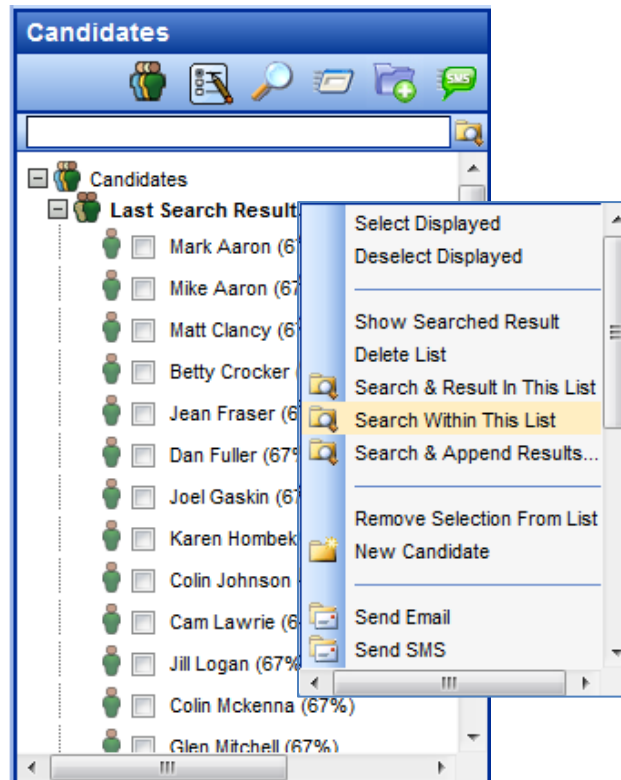 Candidates
SMS
Candidates
Last Search Result
Mark Aaron (6
Mike Aaron (67
Matt Clancy (6
Betty Crocker
Jean Fraser (6
Dan Fuller (67%
Joel Gaskin (67
Karen Hombek
Colin Johnson
Cam Lawrie (6
Jill Logan (67%
Colin Mckenna (67%)
Glen Mitchell (67%)
Select Displayed
Deselect Displayed
Show Searched Result
Delete List
Search & Result In This List
Search Within This List
Search & Append Results...
Remove Selection From List
New Candidate
Send Email
Send SMS